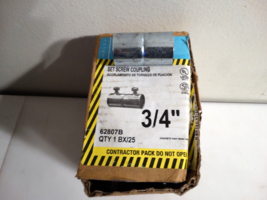 SET SCREW COUPLING
ACOPLAMIENTO DE TORNILLO DE FIJACION
3/4"
62807B
QTY 1 BX/25
CONTRACTOR PACK DO NOT OPEN